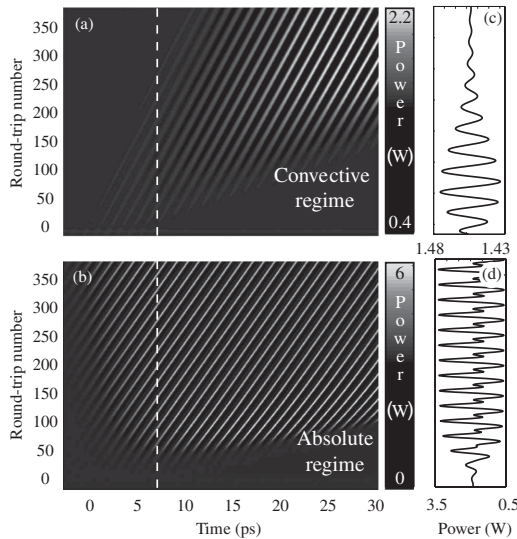 (a)
Round-trip number
350
300
250
200
150
100
50
0
Convective
regime
2.2
Power
(W)
0.4
(c)
1.48
1.43
(b)
Round-trip number
350
300
250
200
150
100
50
0
Absolute
regime
6
Power
(W)
0
(d)
0
5
10
15
20
25
30
Time (ps)
3.5
0.5
Power (W)